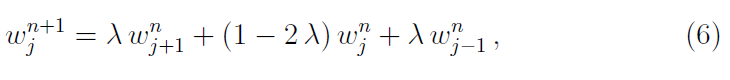 w_j^{n+1} = λ w_{j+1}^n + (1 − 2 λ) w_j^n + λ w_{j−1}^n , (6)